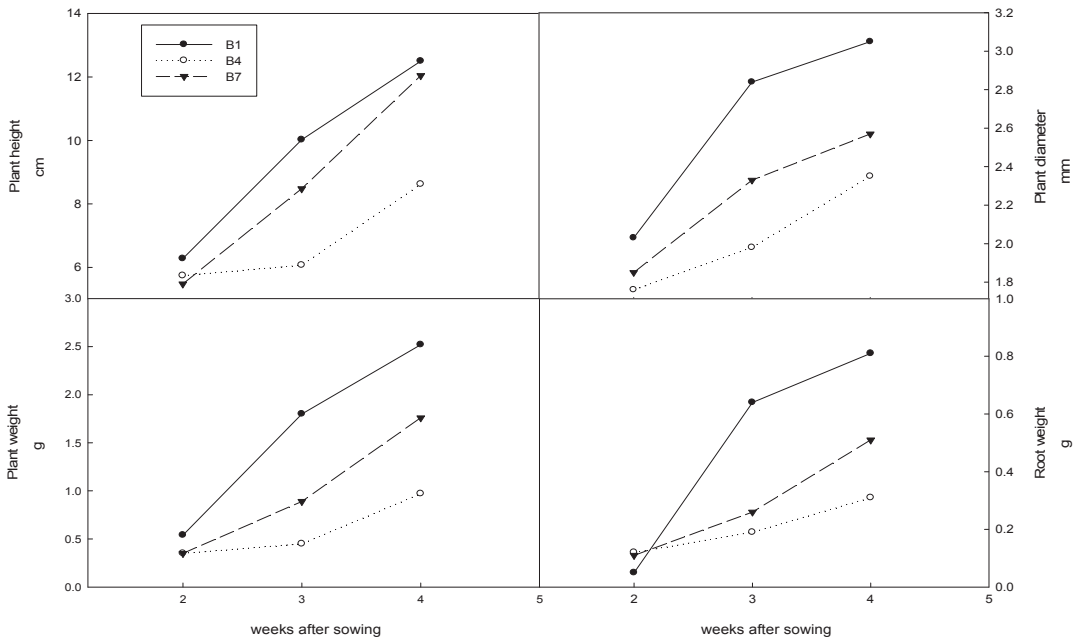 14
12
10
8
6
Plant height
cm
B1
B4
B7
3.2
3.0
2.8
2.6
2.4
2.2
2.0
1.8
Plant diameter
mm
3.0
2.5
2.0
1.5
1.0
0.5
0.0
Plant weight
g
2 3 4 5
weeks after sowing
1.0
0.8
0.6
0.4
0.2
0.0
Root weight
g
2 3 4 5
weeks after sowing